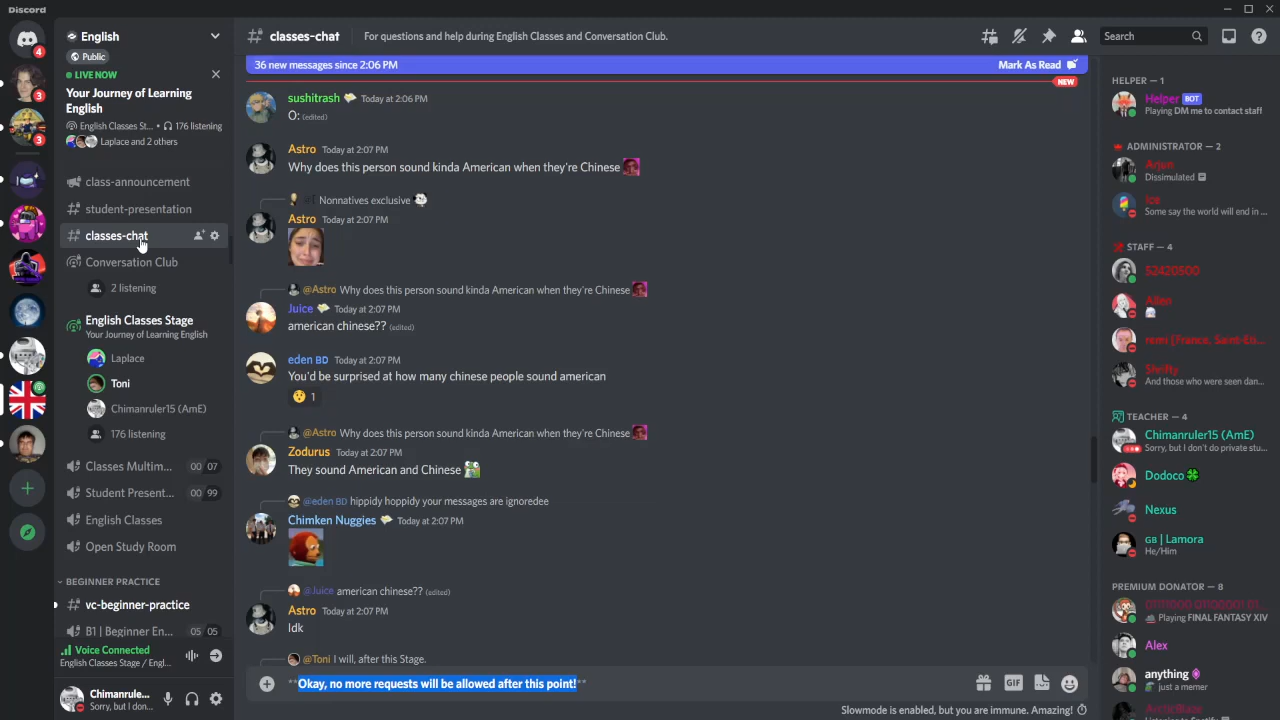 Discord
4
3
3
English
Public
LIVE NOW
Your Journey of Learning
English
English Classes St... • 176 listening
Laplace and 2 others
class-announcement
student-presentation
classes-chat
Conversation Club
2 listening
English Classes Stage
Your Journey of Learning English
Laplace
Toni
Chimanruler15 (AmE)
176 listening
Classes Multim... 00 07
Student Present... 00 99
English Classes
Open Study Room
BEGINNER PRACTICE
vc-beginner-practice
B1 | Beginner En... 05 05
Voice Connected
English Classes Stage / Engl...
Chimanrule...
Sorry, but I don...
classes-chat
For questions and help during English Classes and Conversation Club.
Search
36 new messages since 2:06 PM
Mark As Read
NEW
sushitrash Today at 2:06 PM
O: (edited)
Astro Today at 2:07 PM
Why does this person sound kinda American when they're Chinese
Nonnatives exclusive
Astro Today at 2:07 PM
@Astro Why does this person sound kinda American when they're Chinese
Juice Today at 2:07 PM
american chinese?? (edited)
eden BD Today at 2:07 PM
You'd be surprised at how many chinese people sound american
1
@Astro Why does this person sound kinda American when they're Chinese
Zodurus Today at 2:07 PM
They sound American and Chinese
@eden BD hippidy hoppidy your messages are ignoredee
Chimken Nuggies Today at 2:07 PM
@Juice american chinese?? (edited)
Astro Today at 2:07 PM
Idk
@Toni I will, after this Stage.
**Okay, no more requests will be allowed after this point!**
GIF
Slowmode is enabled, but you are immune. Amazing!
HELPER — 1
Helper BOT
Playing DM me to contact staff
ADMINISTRATOR — 2
Arjun
Dissimulated
Ice
Some say the world will end in ...
STAFF — 4
52420500
Allen
remi [France, Saint-Eti...
Shrifty
And those who were seen dan...
TEACHER — 4
Chimanruler15 (AmE)
Sorry, but I don't do private stu...
Dodoco
Nexus
GB | Lamora
He/Him
PREMIUM DONATOR — 8
Playing FINAL FANTASY XIV
Alex
anything
just a memer